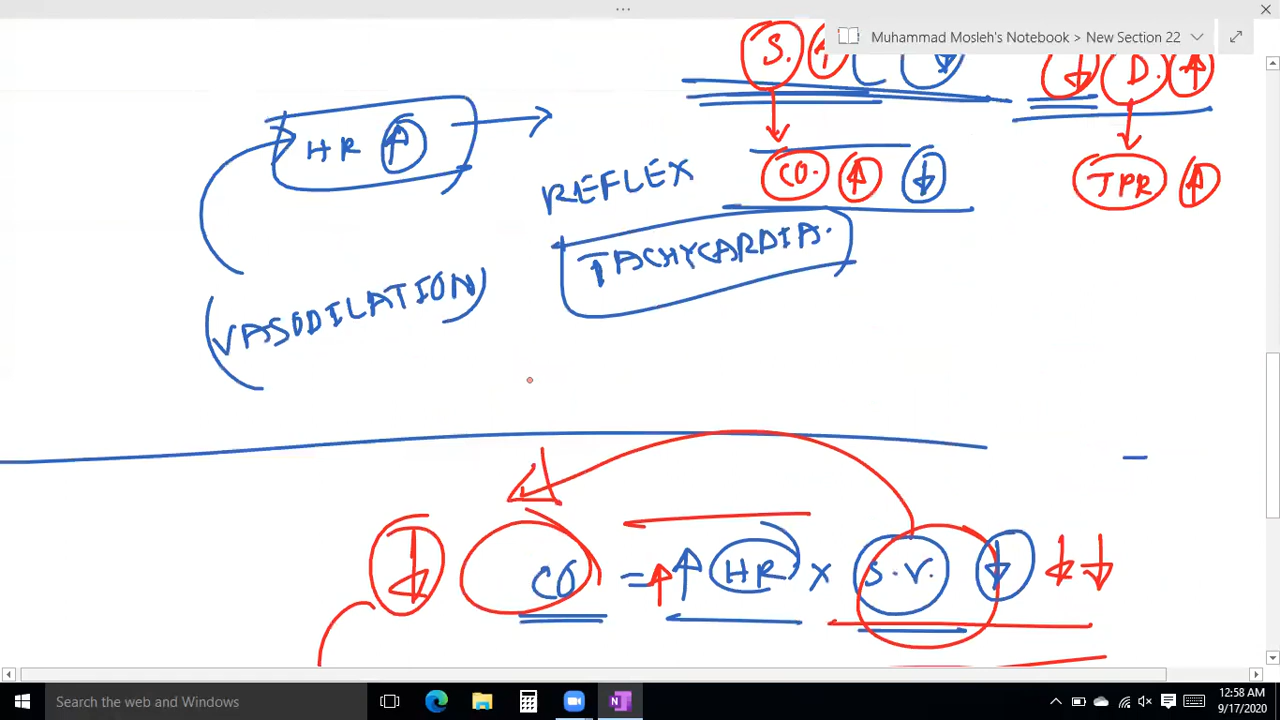 Muhammad Mosleh's Notebook > New Section 22
S. ↑ ↓ ↓ D. ↑
HR ↑ →
REFLEX
CO. ↑ ↓
TPR ↑
TACHYCARDIA.
VASODILATION
↓ CO = ↑ ↑ HR x S.V. ↓ ↓ ↓
Search the web and Windows
12:58 AM
9/17/2020